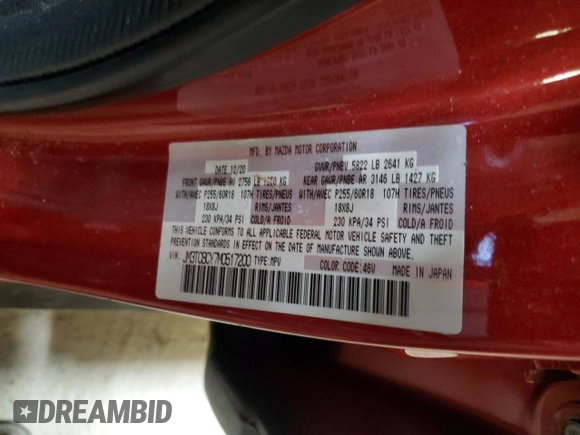 MFD. BY MAZDA MOTOR CORPORATION
DATE 12/20 GVWR/PNBV 5822 LB 2641 KG
FRONT GAWR/PNBE AV 2756 LB KG REAR GAWR/PNBE AR 3146 LB 1427 KG
WITH/AVEC P255/60R18 107H TIRES/PNEUS WITH/AVEC P255/60R18 107H TIRES/PNEUS
18X8J RIMS/JANTES 18X8J RIMS/JANTES
230 KPA/34 PSI COLD/A FROID 230 KPA/34 PSI COLD/A FROID
THIS VEHICLE CONFORMS TO ALL APPLICABLE FEDERAL MOTOR VEHICLE SAFETY AND THEFT
PREVENTION STANDARDS IN EFFECT ON THE DATE OF MANUFACTURE SHOWN ABOVE.
VIN: JM3TCBCY7M0517200 TYPE: MPV
COLOR CODE: 46V MADE IN JAPAN
DREAMBID